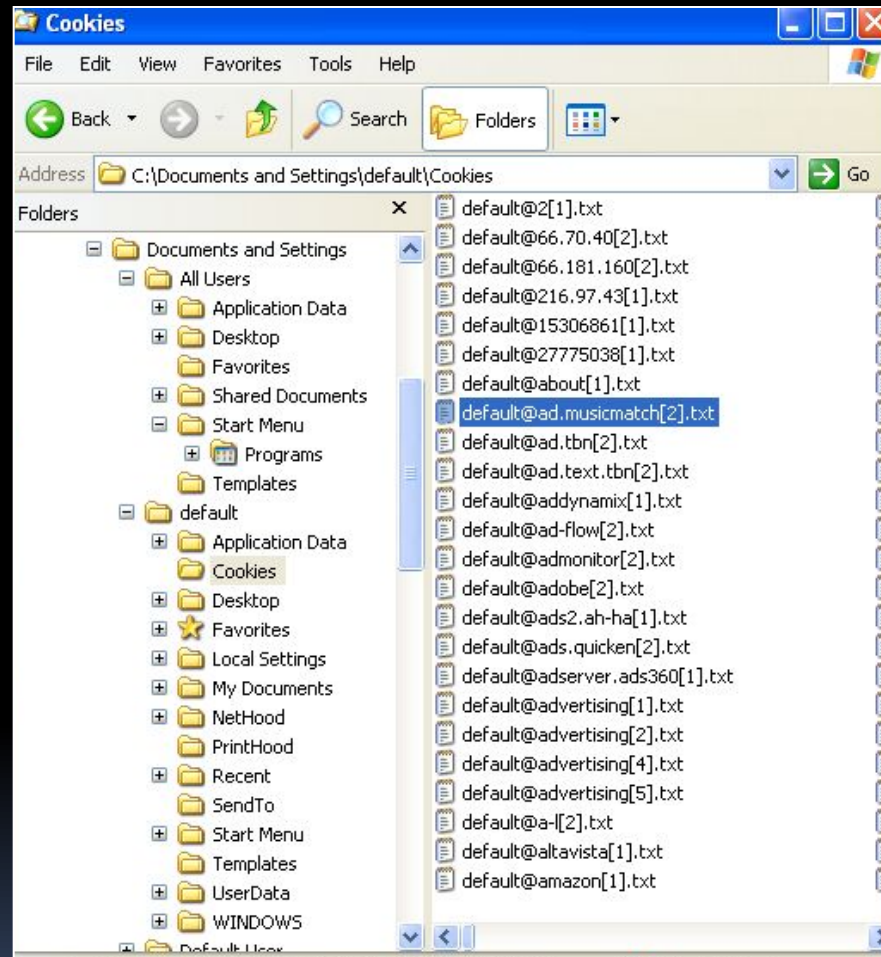 Cookies
File Edit View Favorites Tools Help
Back Search Folders
Address C:\Documents and Settings\default\Cookies Go
Folders
Documents and Settings
All Users
Application Data
Desktop
Favorites
Shared Documents
Start Menu
Programs
Templates
default
Application Data
Cookies
Desktop
Favorites
Local Settings
My Documents
NetHood
PrintHood
Recent
SendTo
Start Menu
Templates
UserData
WINDOWS
Default User
default@2[1].txt
default@66.70.40[2].txt
default@66.181.160[2].txt
default@216.97.43[1].txt
default@15306861[1].txt
default@27775038[1].txt
default@about[1].txt
default@ad.musicmatch[2].txt
default@ad.tbn[2].txt
default@ad.text.tbn[2].txt
default@addynamix[1].txt
default@ad-flow[2].txt
default@admonitor[2].txt
default@adobe[2].txt
default@ads2.ah-ha[1].txt
default@ads.quicken[2].txt
default@adserver.ads360[1].txt
default@advertising[1].txt
default@advertising[2].txt
default@advertising[4].txt
default@advertising[5].txt
default@a-l[2].txt
default@altavista[1].txt
default@amazon[1].txt